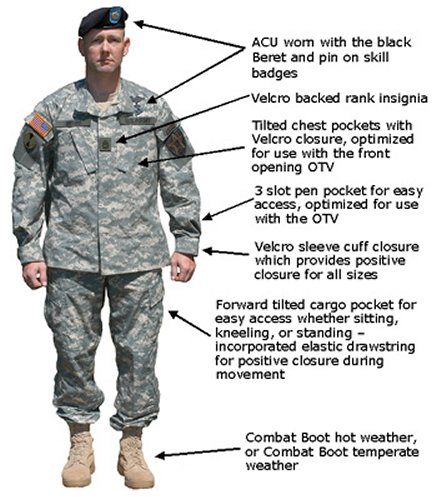 ACU worn with the black
Beret and pin on skill
badges
Velcro backed rank insignia
Tilted chest pockets with
Velcro closure, optimized
for use with the front
opening OTV
3 slot pen pocket for easy
access, optimized for use
with the OTV
Velcro sleeve cuff closure
which provides positive
closure for all sizes
Forward tilted cargo pocket for
easy access whether sitting,
kneeling, or standing –
incorporated elastic drawstring
for positive closure during
movement
Combat Boot hot weather,
or Combat Boot temperate
weather